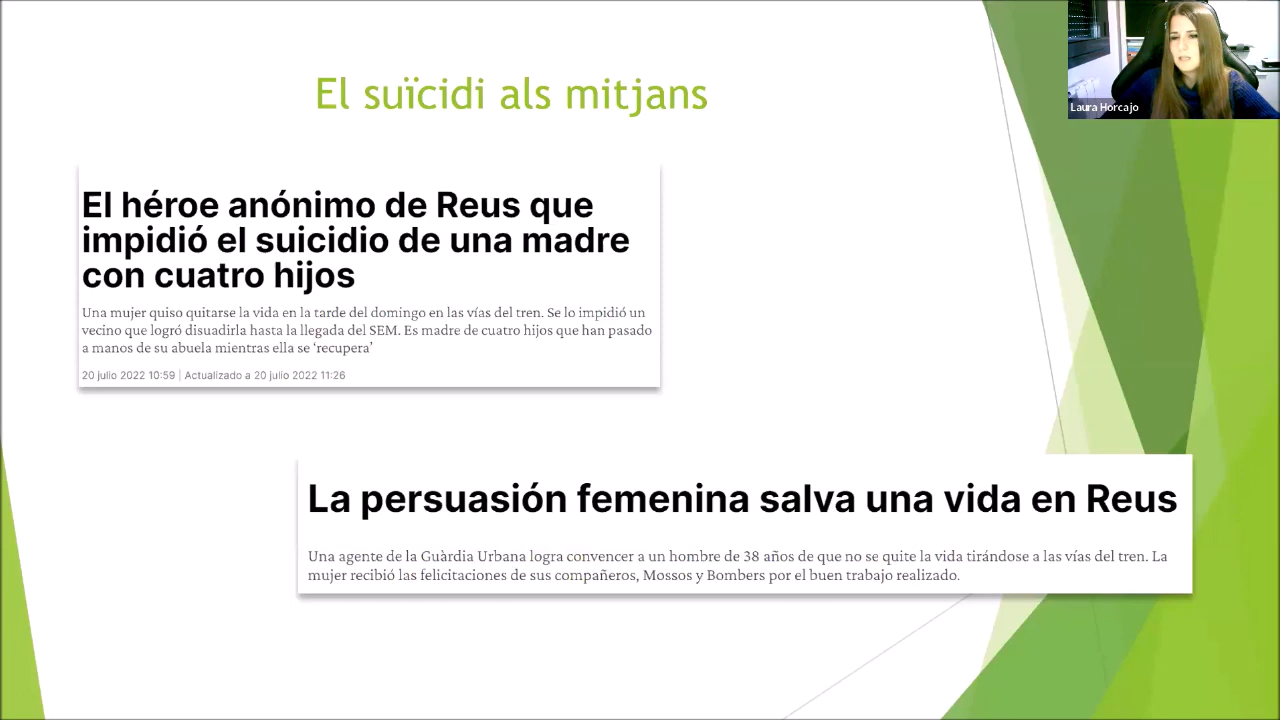 Laura Horcajo
El suïcidi als mitjans
El héroe anónimo de Reus que
impidió el suicidio de una madre
con cuatro hijos
Una mujer quiso quitarse la vida en la tarde del domingo en las vías del tren. Se lo impidió un
vecino que logró disuadirla hasta la llegada del SEM. Es madre de cuatro hijos que han pasado
a manos de su abuela mientras ella se ‘recupera’
20 julio 2022 10:59 | Actualizado a 20 julio 2022 11:26
La persuasión femenina salva una vida en Reus
Una agente de la Guàrdia Urbana logra convencer a un hombre de 38 años de que no se quite la vida tirándose a las vías del tren. La
mujer recibió las felicitaciones de sus compañeros, Mossos y Bombers por el buen trabajo realizado.